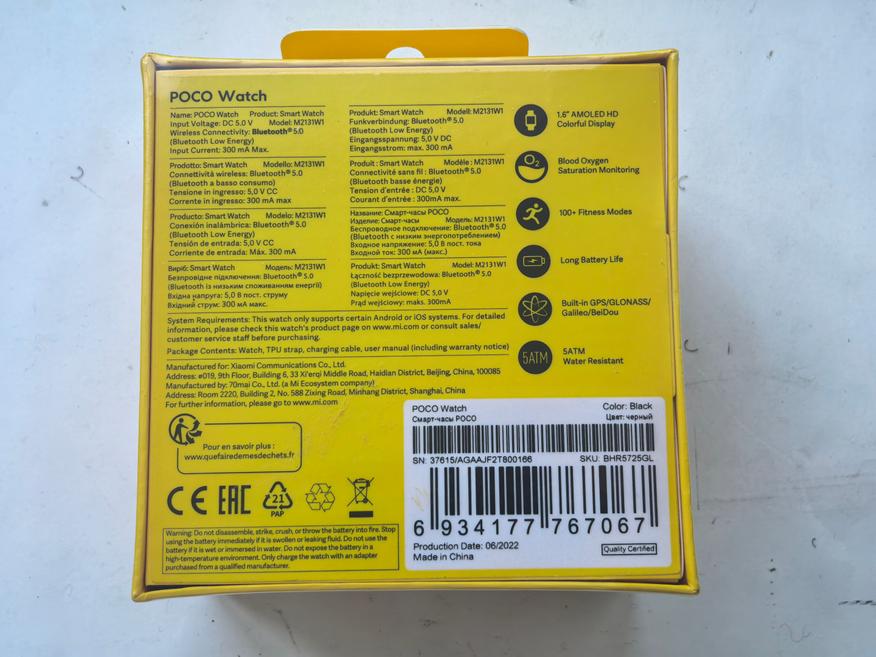 POCO Watch
Name: POCO Watch Product: Smart Watch
Input Voltage: DC 5.0 V Model: M2131W1
Wireless Connectivity: Bluetooth® 5.0
(Bluetooth Low Energy)
Input Current: 300 mA Max.
Prodotto: Smart Watch Modello: M2131W1
Connettività wireless: Bluetooth® 5.0
(Bluetooth a basso consumo)
Tensione in ingresso: 5,0 V CC
Corrente in ingresso: 300 mA max
Producto: Smart Watch Modelo: M2131W1
Conexión inalámbrica: Bluetooth® 5.0
(Bluetooth Low Energy)
Tensión de entrada: 5,0 V CC
Corriente de entrada: Máx. 300 mA
Виріб: Smart Watch Модель: M2131W1
Безпровідне підключення: Bluetooth® 5.0
(Bluetooth із низьким споживанням енергії)
Вхідна напруга: 5,0 В пост. струму
Вхідний струм: 300 мА макс.
Produkt: Smart Watch Modell: M2131W1
Funkverbindung: Bluetooth® 5.0
(Bluetooth Low Energy)
Eingangsspannung: 5,0 V DC
Eingangsstrom: max. 300 mA
Produit : Smart Watch Modèle : M2131W1
Connectivité sans fil : Bluetooth® 5.0
(Bluetooth basse énergie)
Tension d'entrée : DC 5,0 V
Courant d'entrée : 300mA max.
Название: Смарт-часы POCO
Изделие: Смарт-часы Модель: M2131W1
Беспроводное подключение: Bluetooth® 5.0
(Bluetooth с низким энергопотреблением)
Входное напряжение: 5,0 В пост. тока
Входной ток: 300 мА (макс.)
Produkt: Smart Watch Model: M2131W1
Łączność bezprzewodowa: Bluetooth® 5.0
(Bluetooth Low Energy)
Napięcie wejściowe: DC 5,0 V
Prąd wejściowy: maks. 300mA
1.6" AMOLED HD
Colorful Display
O2
Blood Oxygen
Saturation Monitoring
100+ Fitness Modes
Long Battery Life
Built-in GPS/GLONASS/
Galileo/BeiDou
5ATM
5ATM
Water Resistant
System Requirements: This watch only supports certain Android or iOS systems. For detailed
information, please check this watch's product page on www.mi.com or consult sales/
customer service staff before purchasing.
Package Contents: Watch, TPU strap, charging cable, user manual (including warranty notice)
Manufactured for: Xiaomi Communications Co., Ltd.
Address: #019, 9th Floor, Building 6, 33 Xi'erqi Middle Road, Haidian District, Beijing, China, 100085
Manufactured by: 70mai Co., Ltd. (a Mi Ecosystem company)
Address: Room 2220, Building 2, No. 588 Zixing Road, Minhang District, Shanghai, China
For further information, please go to www.mi.com
Pour en savoir plus :
www.quefairedemesdechets.fr
CE EAC 21
PAP
Warning: Do not disassemble, strike, crush, or throw the battery into fire. Stop
using the battery immediately if it is swollen or leaking fluid. Do not use the
battery if it is wet or immersed in water. Do not expose the battery in a
high-temperature environment. Only charge the watch with an adapter
purchased from a qualified manufacturer.
POCO Watch Color: Black
Смарт-часы POCO Цвет: черный
SN: 37615/AGAAJF2T800166 SKU: BHR5725GL
6 934177 767067
Production Date: 06/2022
Made in China Quality Certified